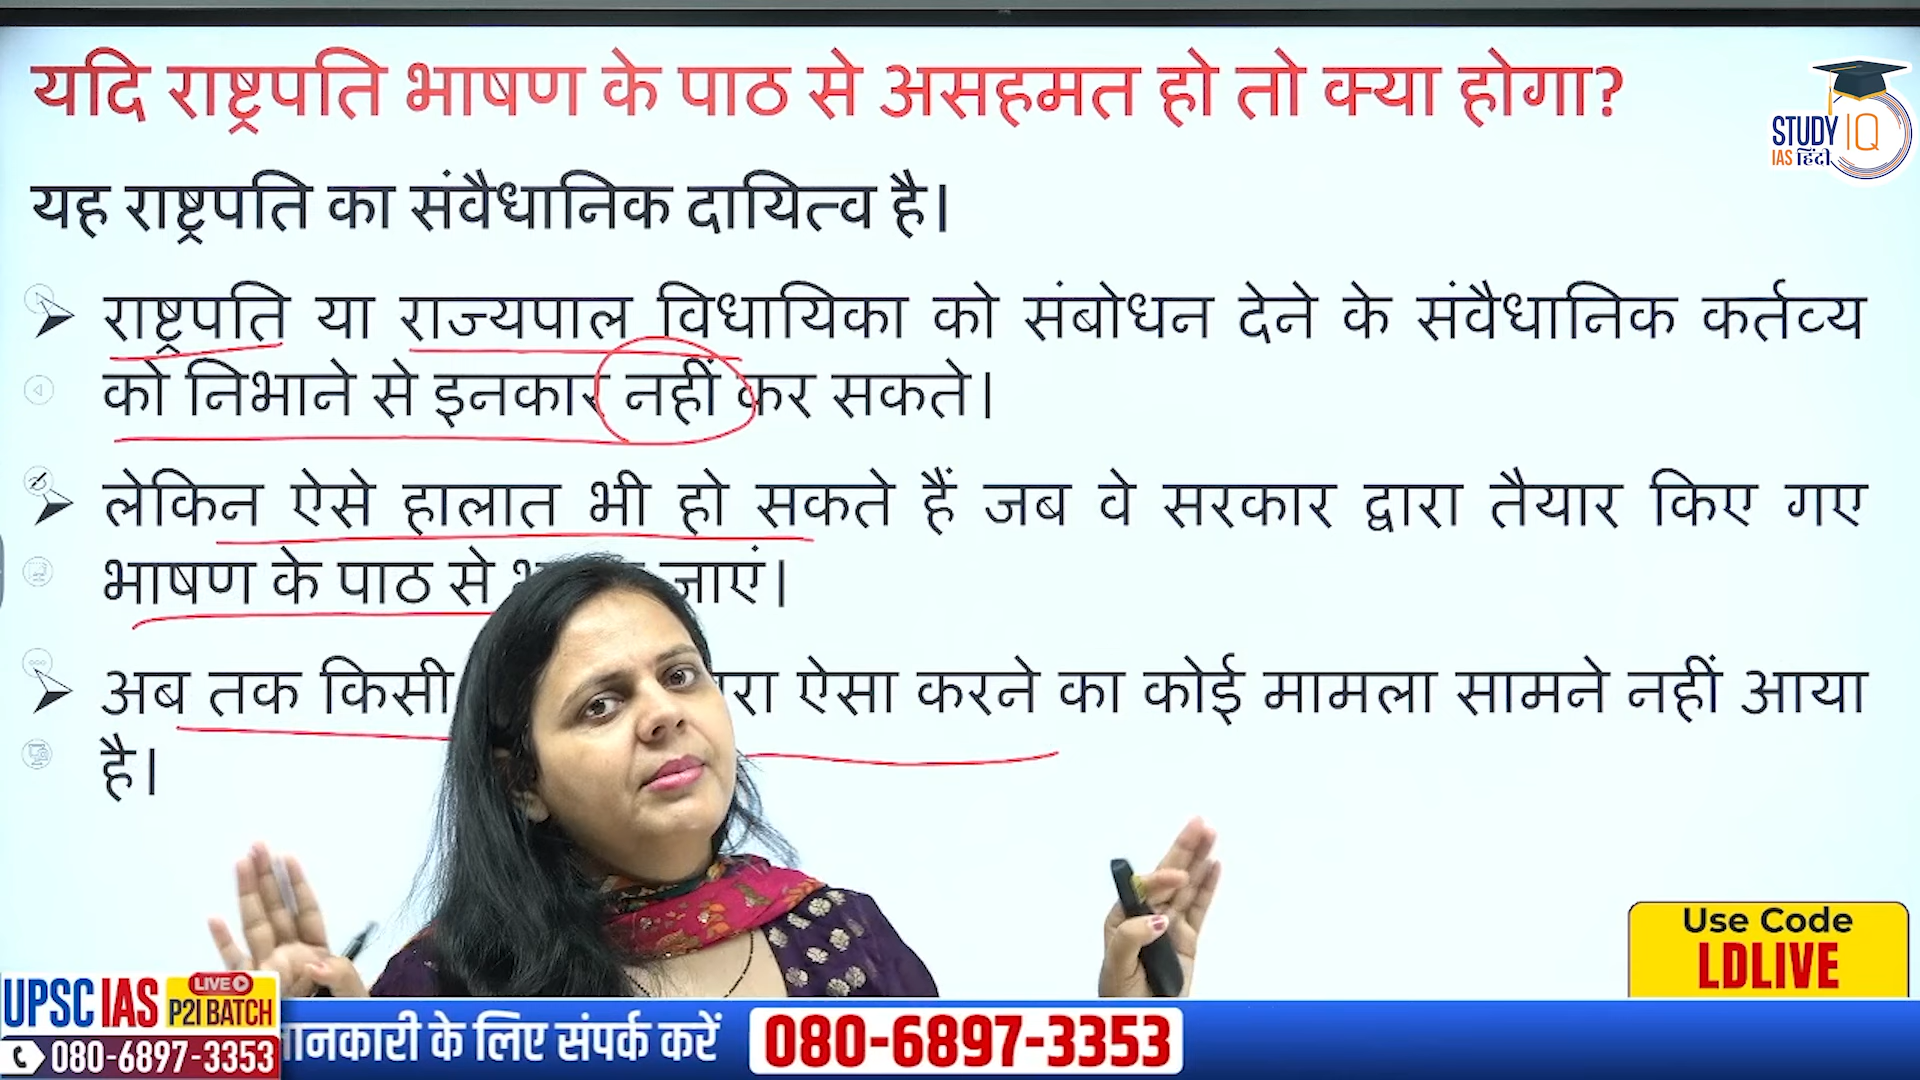 यदि राष्ट्रपति भाषण के पाठ से असहमत हो तो क्या होगा?
STUDY IQ
IAS हिंदी
यह राष्ट्रपति का संवैधानिक दायित्व है।
राष्ट्रपति या राज्यपाल विधायिका को संबोधन देने के संवैधानिक कर्तव्य
को निभाने से इनकार नहीं कर सकते।
लेकिन ऐसे हालात भी हो सकते हैं जब वे सरकार द्वारा तैयार किए गए
भाषण के पाठ से जाएं।
अब तक किसी ऐसा करने का कोई मामला सामने नहीं आया
है।
Use Code
LDLIVE
UPSC IAS LIVE P2I BATCH
080-6897-3353
के लिए संपर्क करें 080-6897-3353